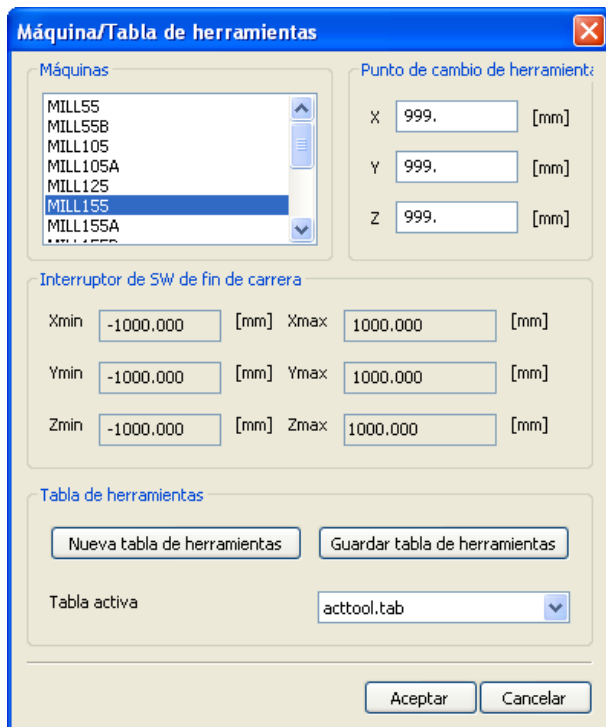 Máquina/Tabla de herramientas
Máquinas
MILL55
MILL55B
MILL105
MILL105A
MILL125
MILL155
MILL155A
Punto de cambio de herramienta
X 999. [mm]
Y 999. [mm]
Z 999. [mm]
Interruptor de SW de fin de carrera
Xmin -1000.000 [mm] Xmax 1000.000 [mm]
Ymin -1000.000 [mm] Ymax 1000.000 [mm]
Zmin -1000.000 [mm] Zmax 1000.000 [mm]
Tabla de herramientas
Nueva tabla de herramientas Guardar tabla de herramientas
Tabla activa acttool.tab
Aceptar Cancelar